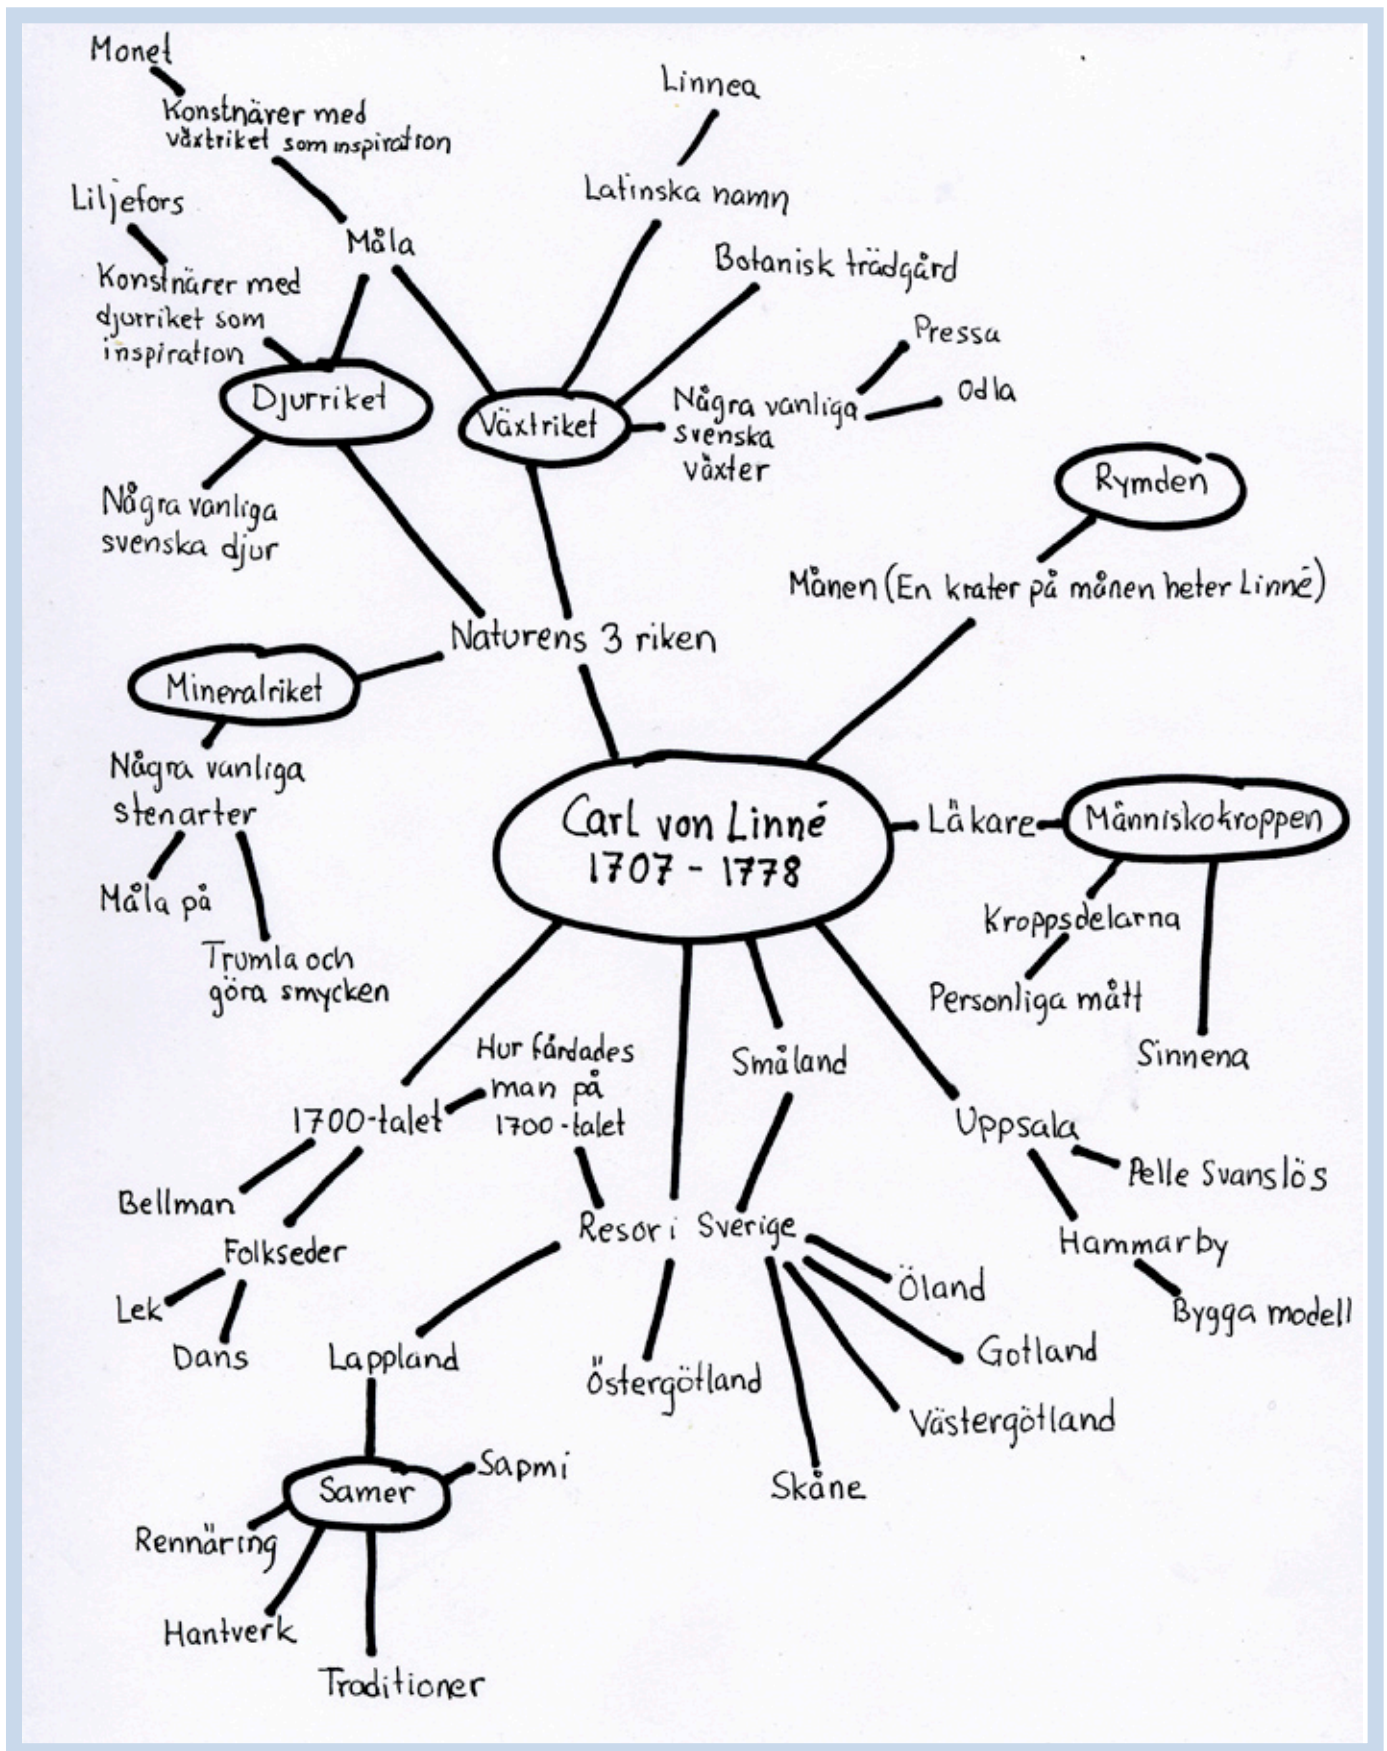 Monet
Konstnärer med
växtriket som inspiration
Linnea
Liljefors
Latinska namn
Måla
Konstnärer med
djurriket som
inspiration
Botanisk trädgård
Pressa
Odla
Djurriket
Växtriket
Några vanliga
svenska
växter
Rymden
Några vanliga
svenska djur
Månen (En krater på månen heter Linné)
Naturens 3 riken
Mineralriket
Några vanliga
stenarter
Måla på
Trumla och
göra smycken
Carl von Linné
1707 - 1778
Läkare
Människokroppen
Kroppsdelarna
Personliga mått
Sinnena
Hur färdades
man på
1700-talet
Småland
1700-talet
Uppsala
Pelle Svanslös
Bellman
Folkseder
Resor i Sverige
Hammarby
Lek
Dans
Lappland
Öland
Bygga modell
Östergötland
Gotland
Västergötland
Skåne
Sapmi
Samer
Rennäring
Hantverk
Traditioner